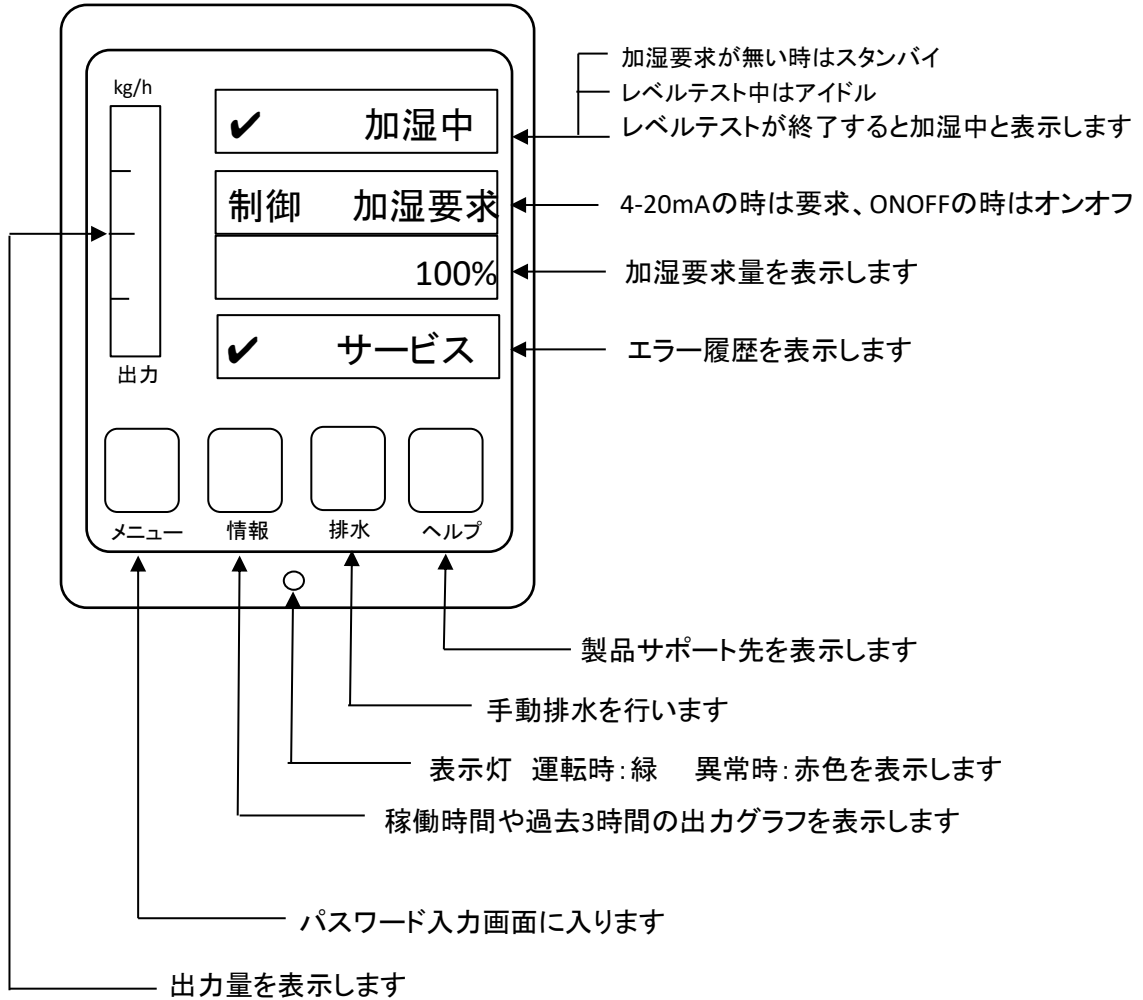 加湿要求が無い時はスタンバイ
kg/h
レベルテスト中はアイドル
✔ 加湿中
レベルテストが終了すると加湿中と表示します
制御 加湿要求
4-20mAの時は要求、ONOFFの時はオンオフ
100%
加湿要求量を表示します
✔ サービス
エラー履歴を表示します
出力
メニュー 情報 排水 ヘルプ
製品サポート先を表示します
手動排水を行います
表示灯 運転時:緑 異常時:赤色を表示します
稼働時間や過去3時間の出力グラフを表示します
パスワード入力画面に入ります
出力量を表示します